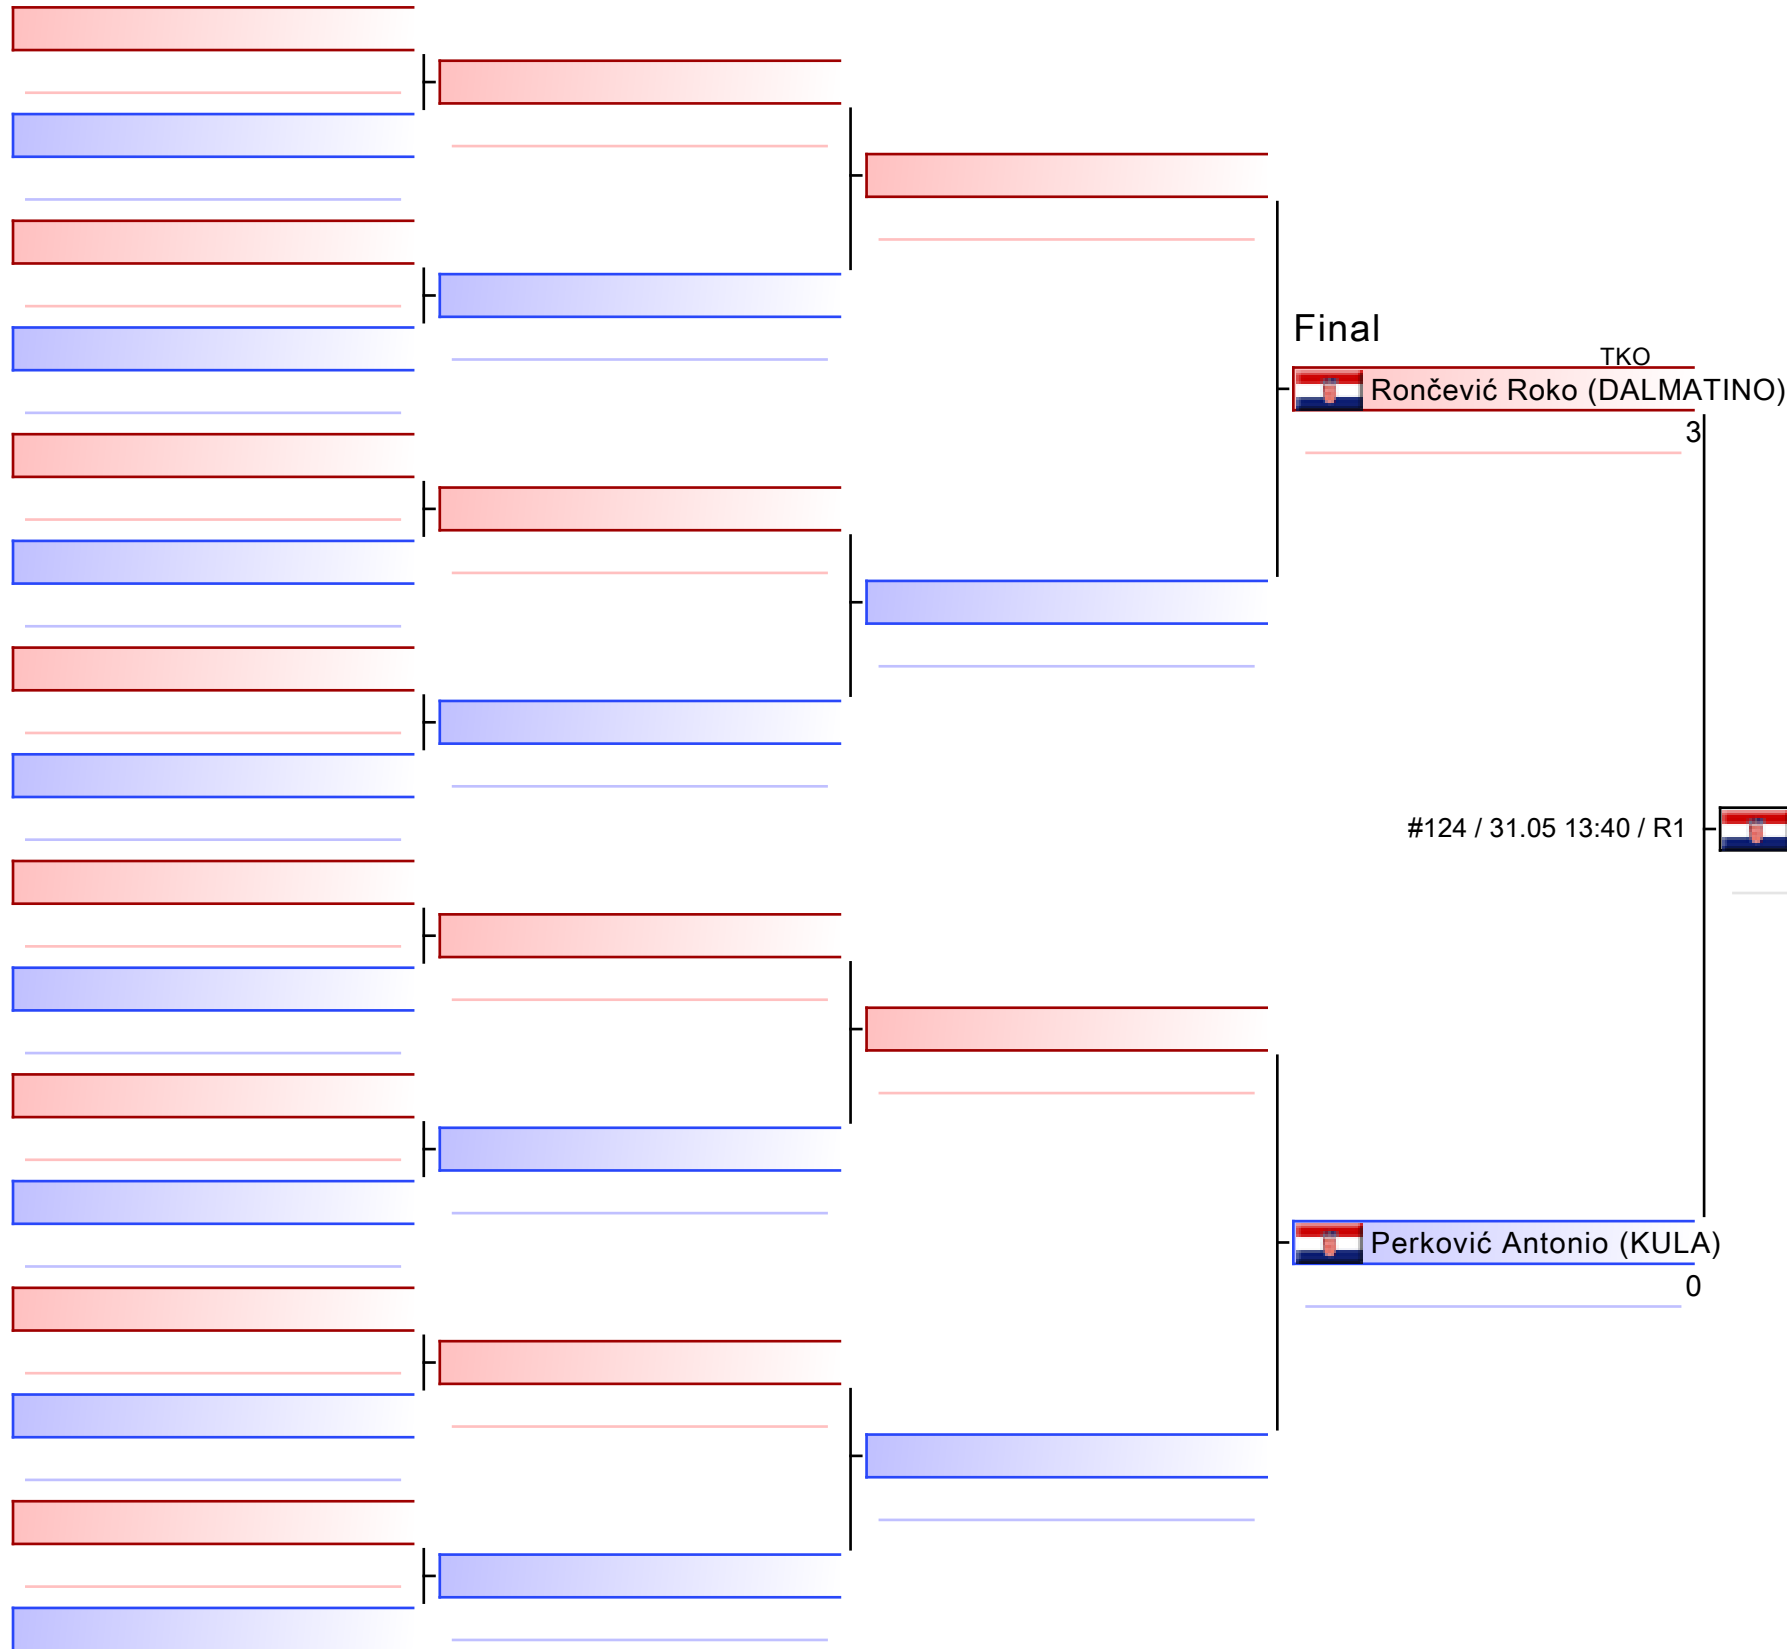 Final
TKO
Rončević Roko (DALMATINO)
3
#124 / 31.05 13:40 / R1
Perković Antonio (KULA)
0